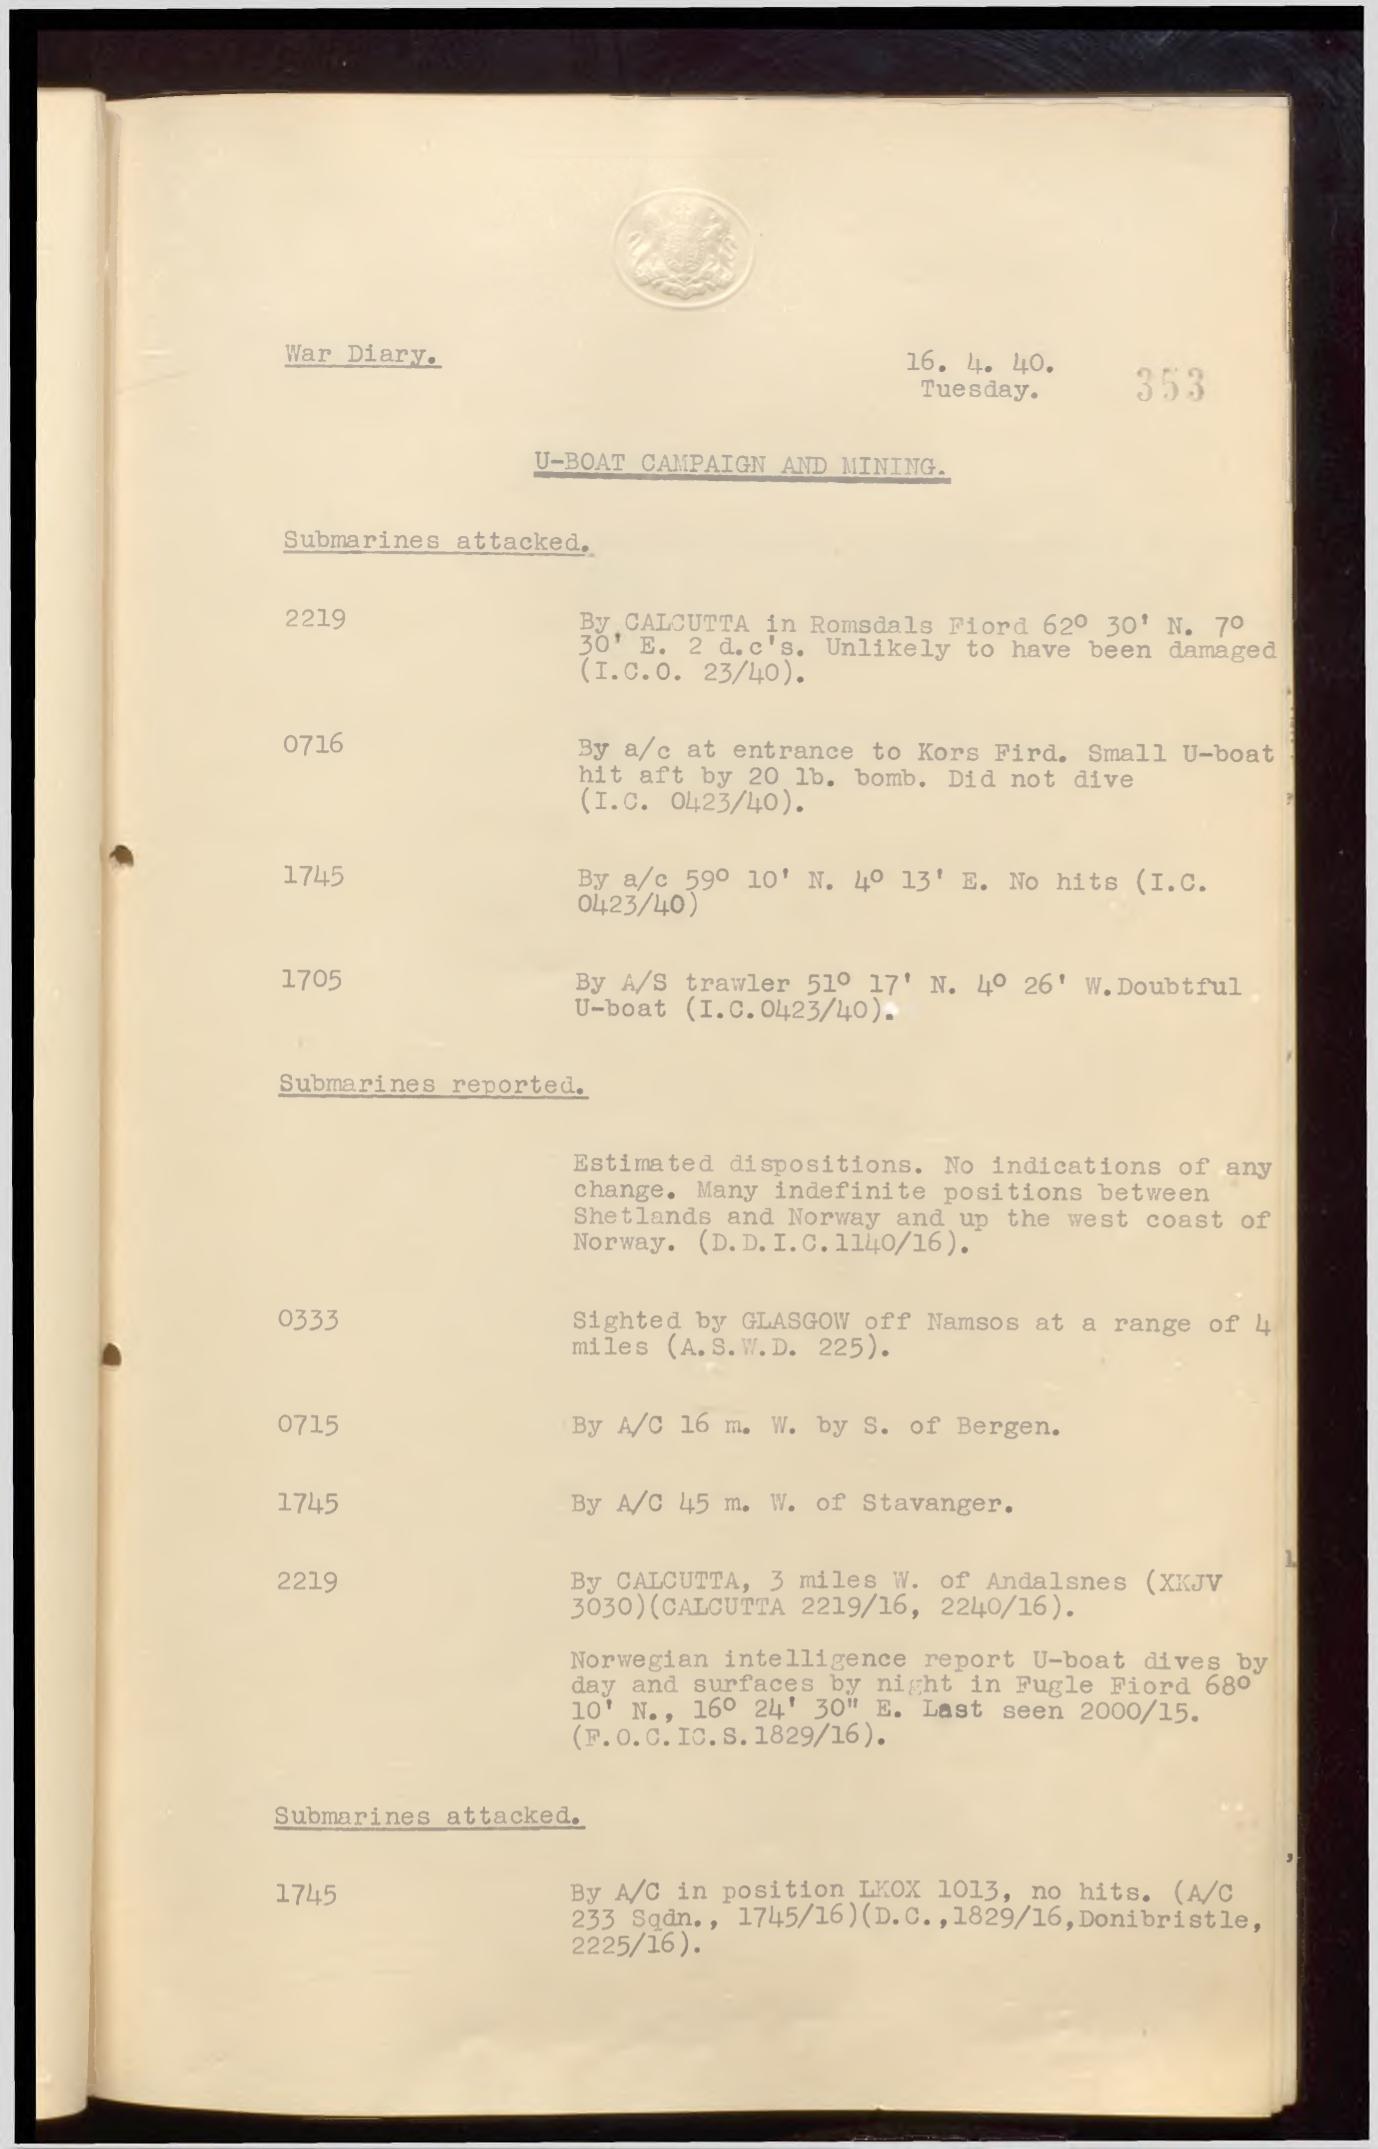 War Diary.
16. 4. 40.
Tuesday.
353
U-BOAT CAMPAIGN AND MINING.
Submarines attacked.
2219 By CALCUTTA in Romsdals Fiord 62° 30' N. 7°
30' E. 2 d.c's. Unlikely to have been damaged
(I.C.O. 23/40).
0716 By a/c at entrance to Kors Fird. Small U-boat
hit aft by 20 lb. bomb. Did not dive
(I.C. 0423/40).
1745 By a/c 59° 10' N. 4° 13' E. No hits (I.C.
0423/40)
1705 By A/S trawler 51° 17' N. 4° 26' W.Doubtful
U-boat (I.C.0423/40).
Submarines reported.
Estimated dispositions. No indications of any
change. Many indefinite positions between
Shetlands and Norway and up the west coast of
Norway. (D.D.I.C.1140/16).
0333 Sighted by GLASGOW off Namsos at a range of 4
miles (A.S.W.D. 225).
0715 By A/C 16 m. W. by S. of Bergen.
1745 By A/C 45 m. W. of Stavanger.
2219 By CALCUTTA, 3 miles W. of Andalsnes (XKJV
3030)(CALCUTTA 2219/16, 2240/16).
Norwegian intelligence report U-boat dives by
day and surfaces by night in Fugle Fiord 68°
10' N., 16° 24' 30" E. Last seen 2000/15.
(F.O.C.IC.S.1829/16).
Submarines attacked.
1745 By A/C in position LKOX 1013, no hits. (A/C
233 Sqdn., 1745/16)(D.C.,1829/16,Donibristle,
2225/16).